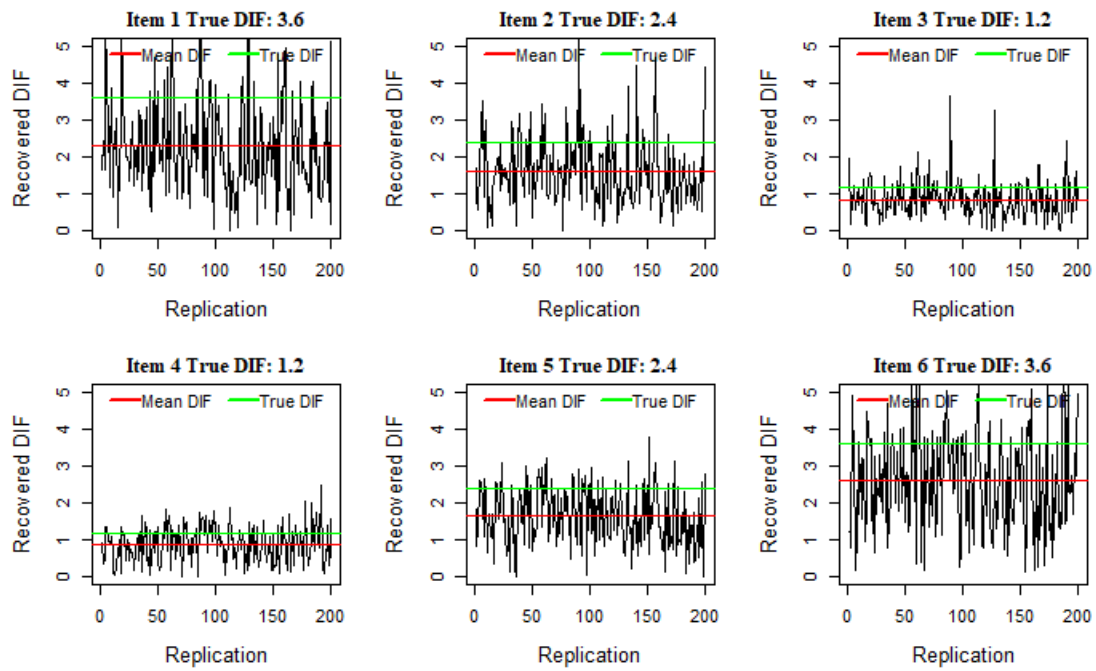 Item 1 True DIF: 3.6
Mean DIF True DIF
Recovered DIF
5
4
3
2
1
0
0 50 100 150 200
Replication
Item 2 True DIF: 2.4
Mean DIF True DIF
Recovered DIF
5
4
3
2
1
0
0 50 100 150 200
Replication
Item 3 True DIF: 1.2
Mean DIF True DIF
Recovered DIF
5
4
3
2
1
0
0 50 100 150 200
Replication
Item 4 True DIF: 1.2
Mean DIF True DIF
Recovered DIF
5
4
3
2
1
0
0 50 100 150 200
Replication
Item 5 True DIF: 2.4
Mean DIF True DIF
Recovered DIF
5
4
3
2
1
0
0 50 100 150 200
Replication
Item 6 True DIF: 3.6
Mean DIF True DIF
Recovered DIF
5
4
3
2
1
0
0 50 100 150 200
Replication